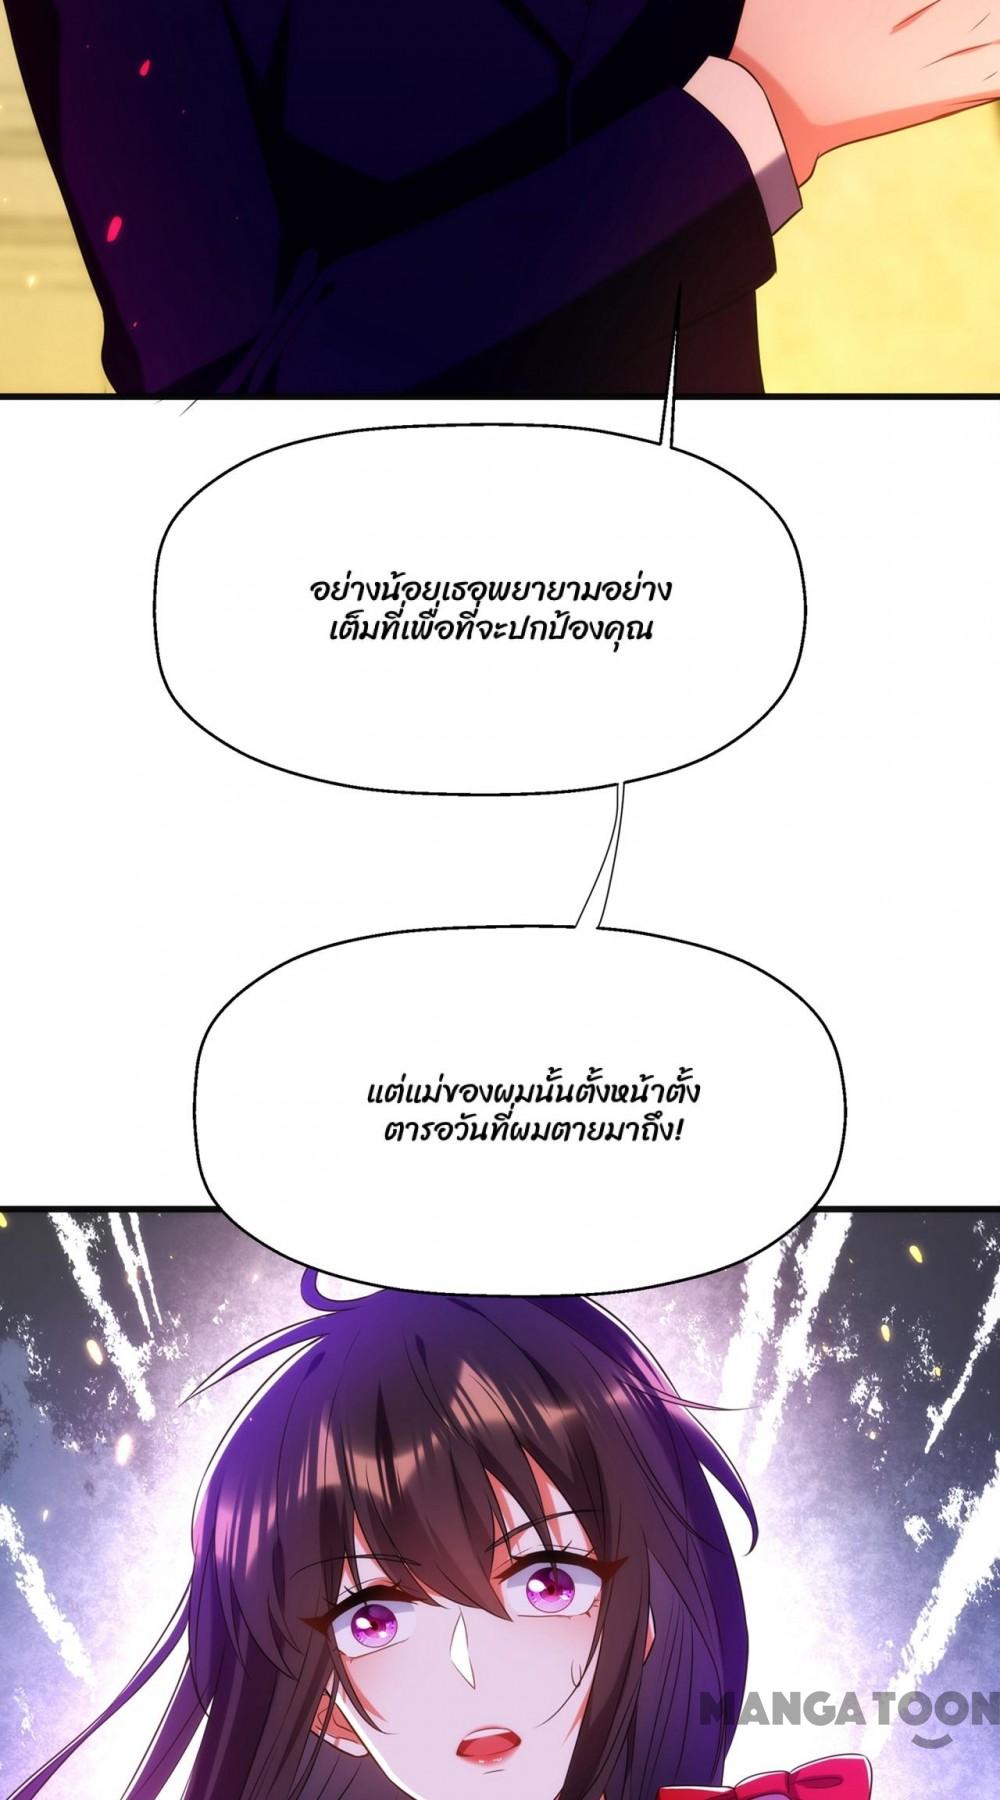 อย่างน้อยเธอพยายามอย่าง
เต็มที่เพื่อที่จะปกป้องคุณ
แต่แม่ของผมนั้นตั้งหน้าตั้ง
ตารอวันที่ผมตายมาถึง!
MANGATOON